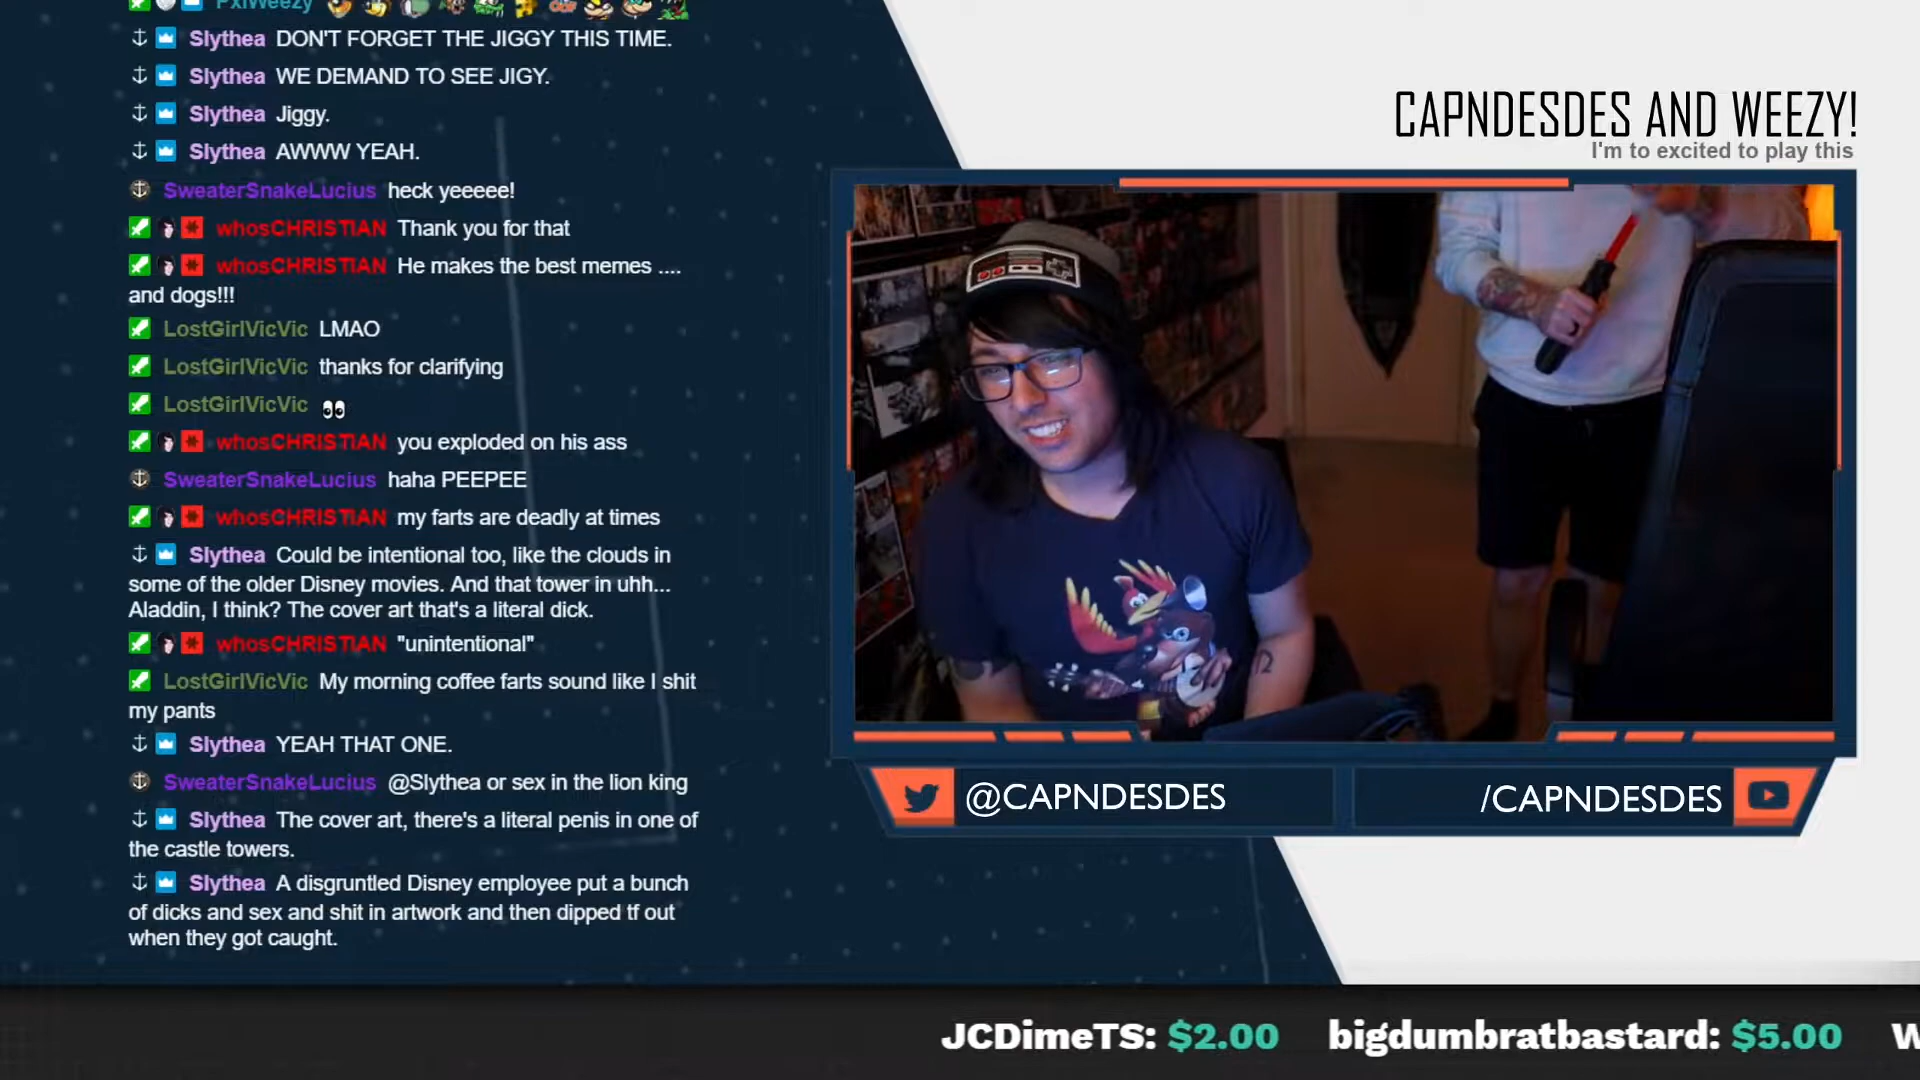 PxlWeezy
Slythea DON'T FORGET THE JIGGY THIS TIME.
Slythea WE DEMAND TO SEE JIGY.
Slythea Jiggy.
Slythea AWWW YEAH.
SweaterSnakeLucius heck yeeeee!
whosCHRISTIAN Thank you for that
whosCHRISTIAN He makes the best memes ....
and dogs!!!
LostGirlVicVic LMAO
LostGirlVicVic thanks for clarifying
LostGirlVicVic 👀
whosCHRISTIAN you exploded on his ass
SweaterSnakeLucius haha PEEPEE
whosCHRISTIAN my farts are deadly at times
Slythea Could be intentional too, like the clouds in
some of the older Disney movies. And that tower in uhh...
Aladdin, I think? The cover art that's a literal dick.
whosCHRISTIAN "unintentional"
LostGirlVicVic My morning coffee farts sound like I shit
my pants
Slythea YEAH THAT ONE.
SweaterSnakeLucius @Slythea or sex in the lion king
Slythea The cover art, there's a literal penis in one of
the castle towers.
Slythea A disgruntled Disney employee put a bunch
of dicks and sex and shit in artwork and then dipped tf out
when they got caught.
CAPNDESDES AND WEEZY!
I'm to excited to play this
@CAPNDESDES
/CAPNDESDES
JCDimeTS: $2.00 bigdumbratbastard: $5.00 W